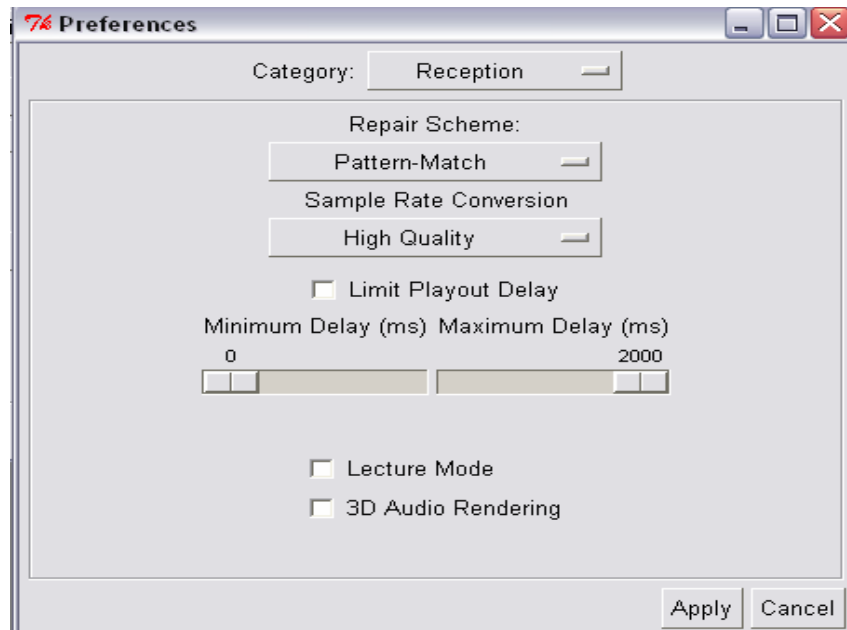 Preferences
Category: Reception
Repair Scheme:
Pattern-Match
Sample Rate Conversion
High Quality
Limit Playout Delay
Minimum Delay (ms) Maximum Delay (ms)
0 2000
Lecture Mode
3D Audio Rendering
Apply Cancel